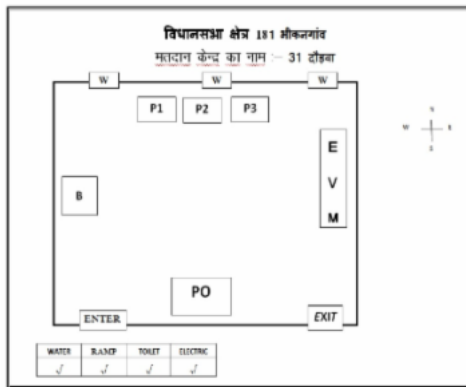 विधानसभा क्षेत्र 181 भीकनगांव
मतदान केन्द्र का नाम :- 31 दौड़वा
W W W
P1 P2 P3
E
V
M
W E
B
PO
ENTER EXIT
WATER RAMP TOILET ELECTRIC
√ √ √ √